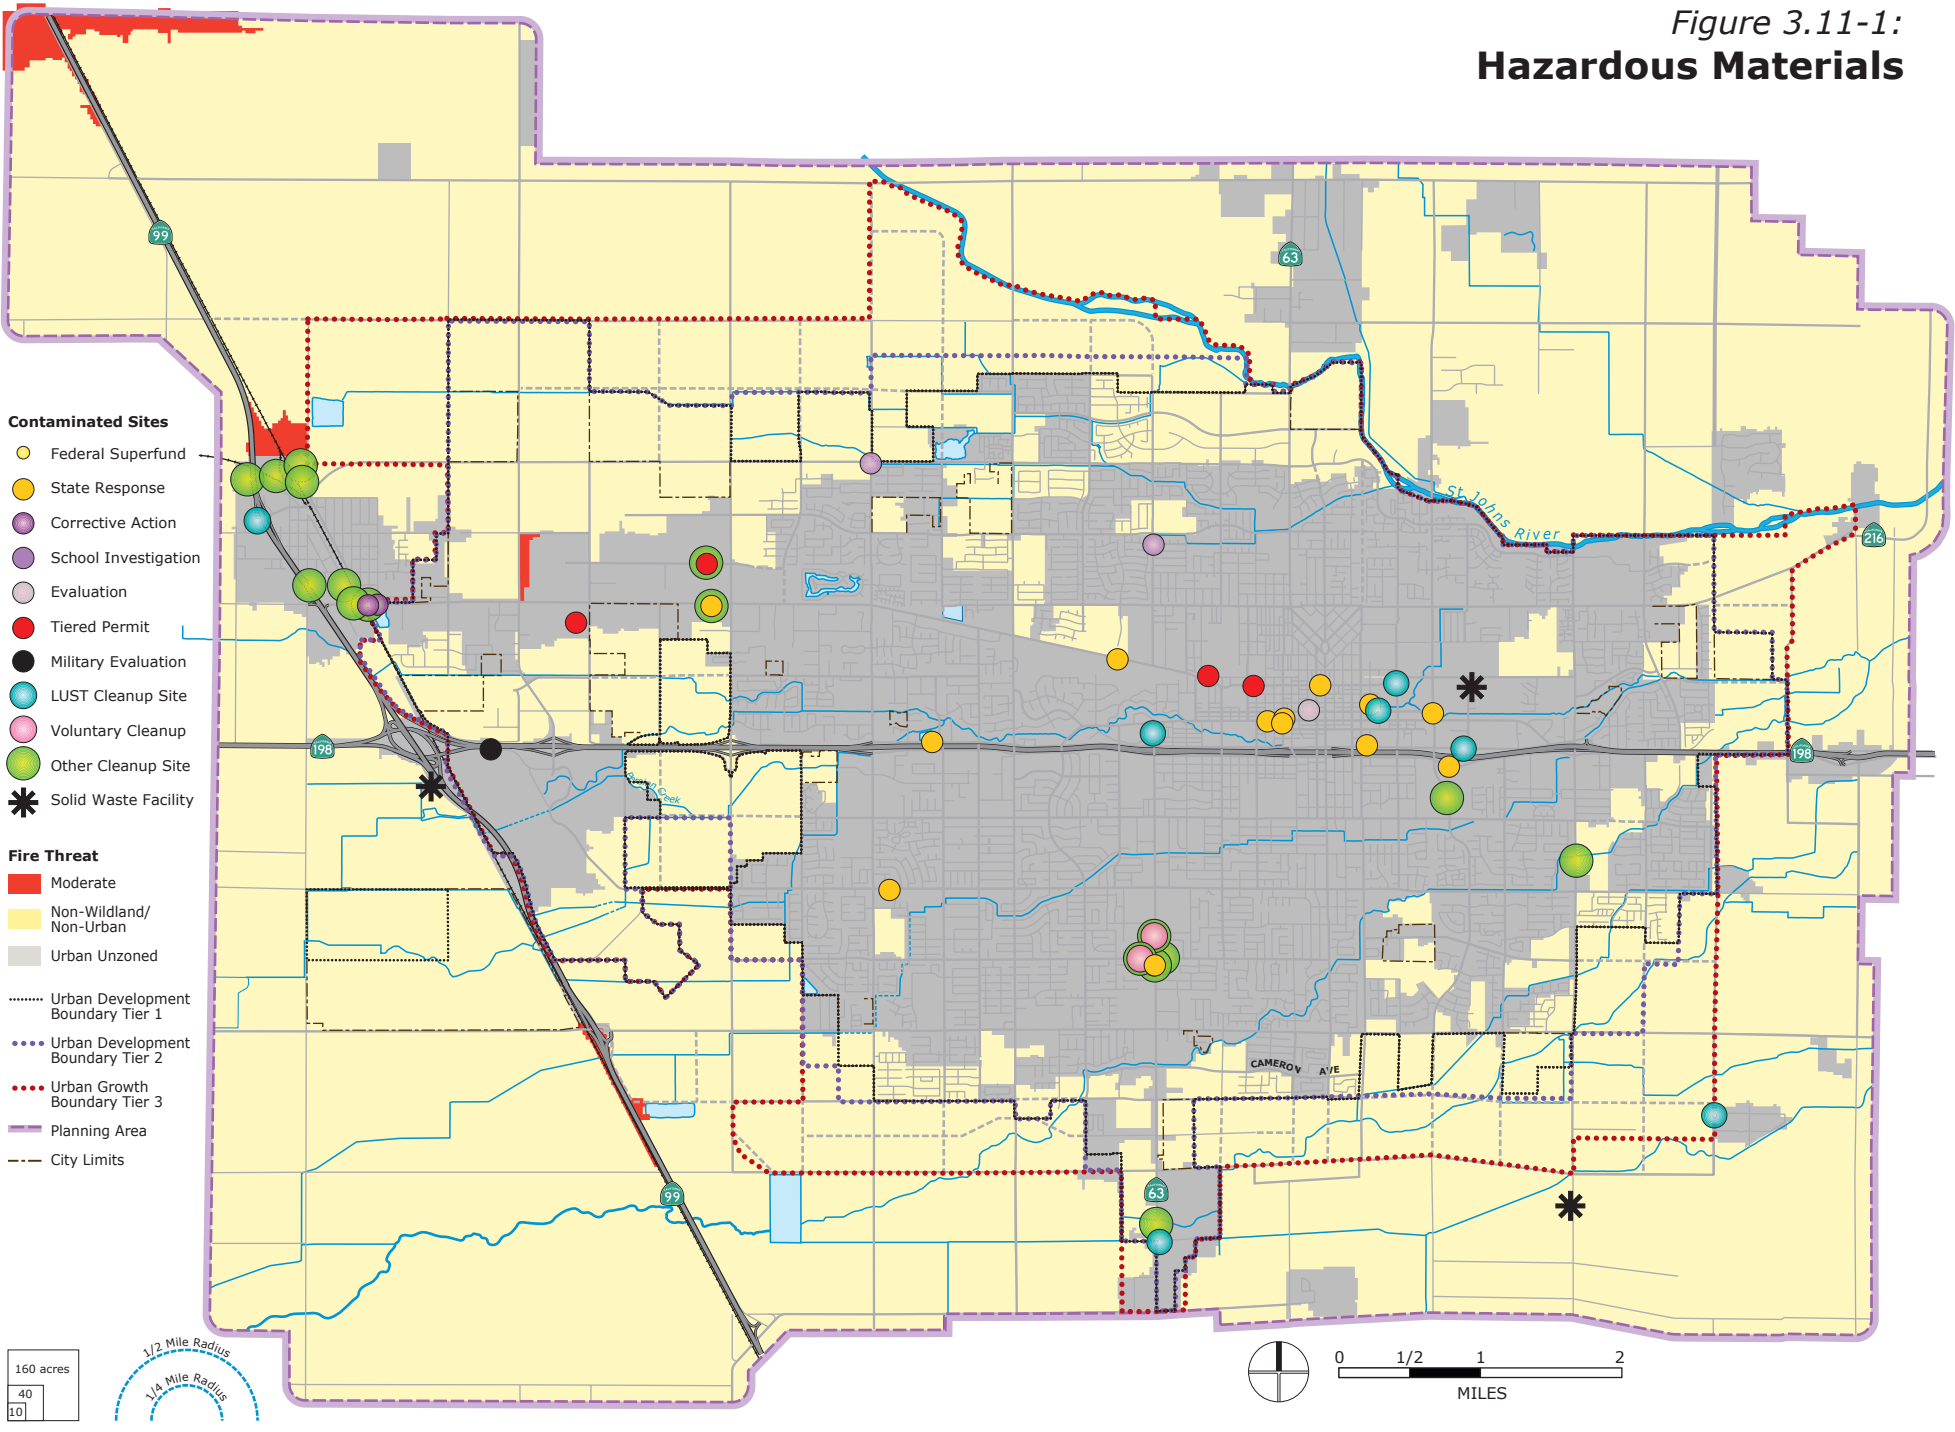 Figure 3.11-1:
Hazardous Materials
99
63
Contaminated Sites
Federal Superfund
State Response
Corrective Action
School Investigation
Evaluation
Tiered Permit
Military Evaluation
LUST Cleanup Site
Voluntary Cleanup
Other Cleanup Site
Solid Waste Facility
St Johns River
216
198
198
Fire Threat
Moderate
Non-Wildland/
Non-Urban
Urban Unzoned
Urban Development
Boundary Tier 1
Urban Development
Boundary Tier 2
Urban Growth
Boundary Tier 3
Planning Area
City Limits
CAMERON AVE
99
63
160 acres
40
10
1/2 Mile Radius
1/4 Mile Radius
0 1/2 1 2
MILES